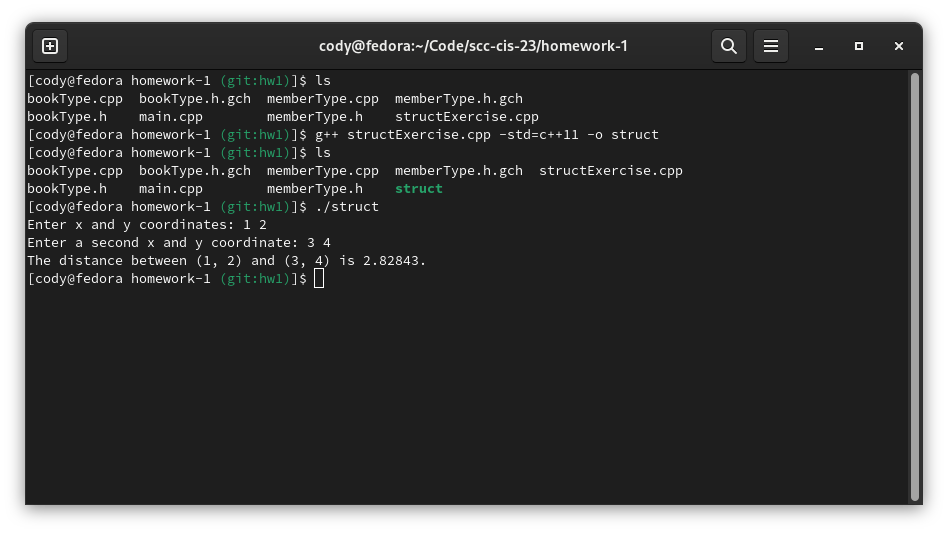 cody@fedora:~/Code/scc-cis-23/homework-1
[cody@fedora homework-1 (git:hw1)]$ ls
bookType.cpp  bookType.h.gch  memberType.cpp  memberType.h.gch
bookType.h    main.cpp        memberType.h    structExercise.cpp
[cody@fedora homework-1 (git:hw1)]$ g++ structExercise.cpp -std=c++11 -o struct
[cody@fedora homework-1 (git:hw1)]$ ls
bookType.cpp  bookType.h.gch  memberType.cpp  memberType.h.gch  structExercise.cpp
bookType.h    main.cpp        memberType.h    struct
[cody@fedora homework-1 (git:hw1)]$ ./struct
Enter x and y coordinates: 1 2
Enter a second x and y coordinate: 3 4
The distance between (1, 2) and (3, 4) is 2.82843.
[cody@fedora homework-1 (git:hw1)]$